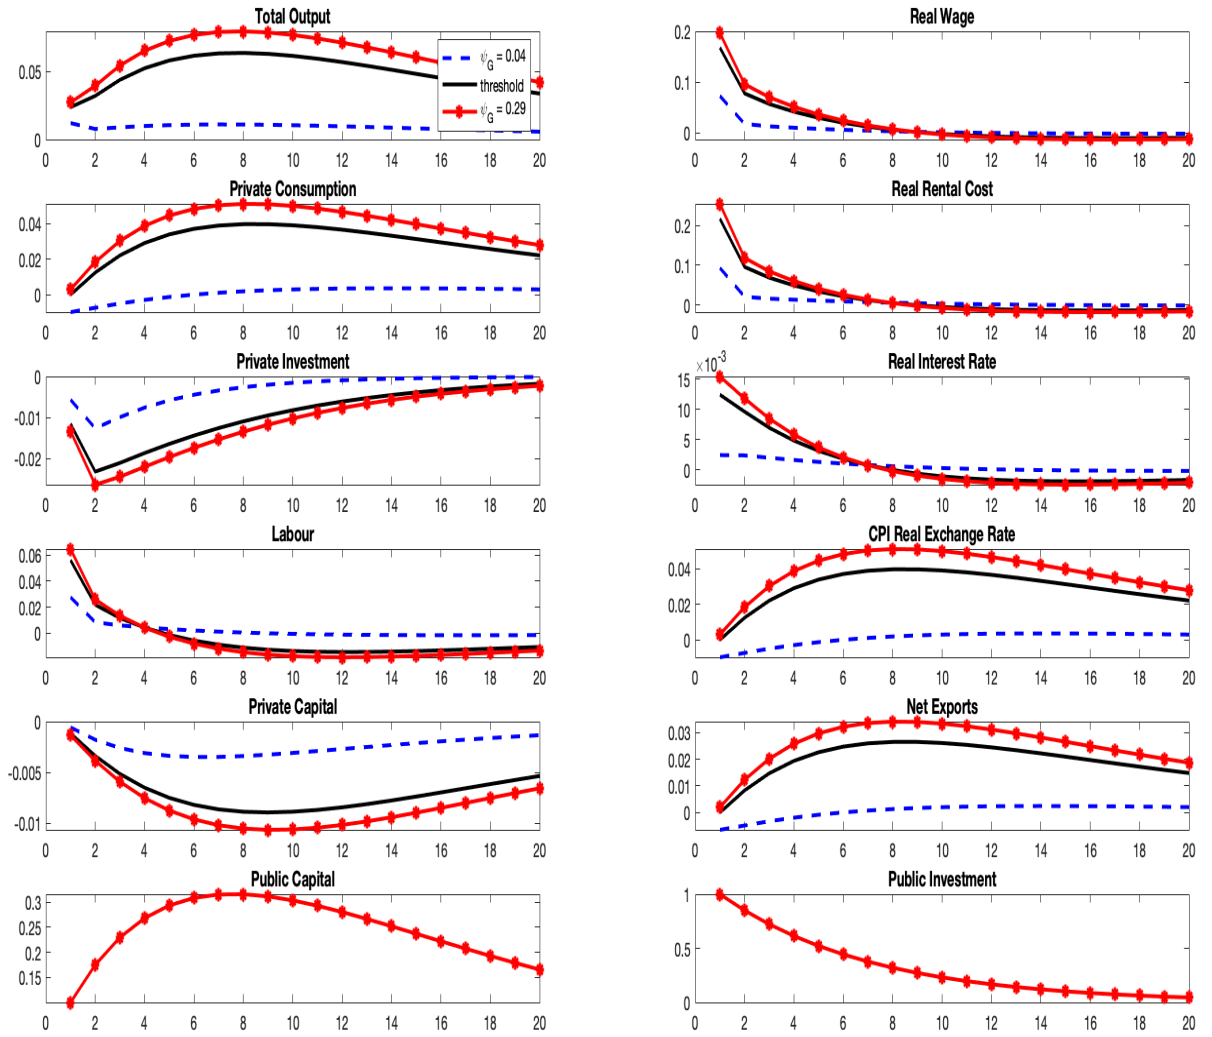 Total Output
0.05
0
0 2 4 6 8 10 12 14 16 18 20
ψG = 0.04
threshold
ψG = 0.29
Real Wage
0.2
0.1
0
0 2 4 6 8 10 12 14 16 18 20
Private Consumption
0.04
0.02
0
0 2 4 6 8 10 12 14 16 18 20
Real Rental Cost
0.2
0.1
0
0 2 4 6 8 10 12 14 16 18 20
Private Investment
0
-0.01
-0.02
0 2 4 6 8 10 12 14 16 18 20
Real Interest Rate
×10-3
15
10
5
0
0 2 4 6 8 10 12 14 16 18 20
Labour
0.06
0.04
0.02
0
0 2 4 6 8 10 12 14 16 18 20
CPI Real Exchange Rate
0.04
0.02
0
0 2 4 6 8 10 12 14 16 18 20
Private Capital
0
-0.005
-0.01
0 2 4 6 8 10 12 14 16 18 20
Net Exports
0.03
0.02
0.01
0
0 2 4 6 8 10 12 14 16 18 20
Public Capital
0.3
0.25
0.2
0.15
0 2 4 6 8 10 12 14 16 18 20
Public Investment
1
0.5
0
0 2 4 6 8 10 12 14 16 18 20